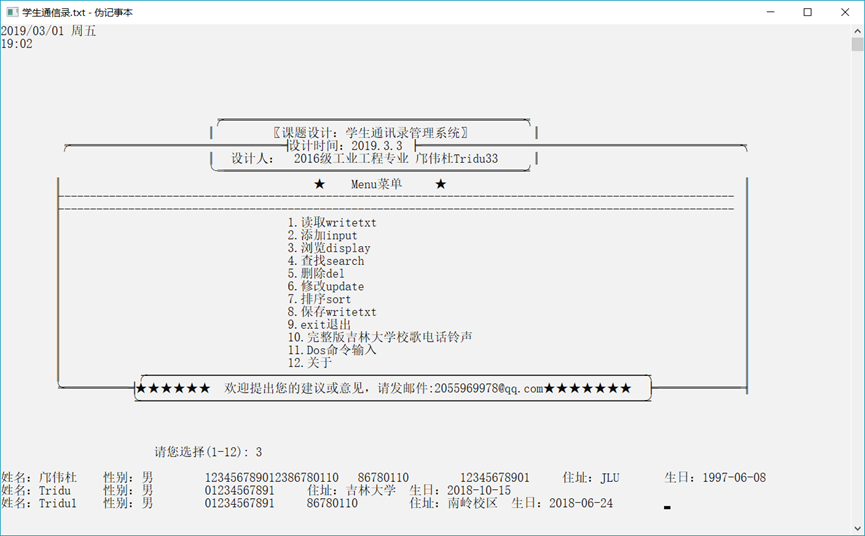 学生通信录.txt - 伪记事本
2019/03/01 周五
19:02
〖课题设计：学生通讯录管理系统〗
设计时间：2019.3.3
设计人： 2016级工业工程专业 邝伟杜Tridu33
★ Menu菜单 ★
1.读取writetxt
2.添加input
3.浏览display
4.查找search
5.删除del
6.修改update
7.排序sort
8.保存writetxt
9.exit退出
10.完整版吉林大学校歌电话铃声
11.Dos命令输入
12.关于
★★★★★★ 欢迎提出您的建议或意见，请发邮件:2055969978@qq.com★★★★★★★
请您选择(1-12): 3
姓名：邝伟杜 性别：男 123456789012386780110 86780110 12345678901 住址：JLU 生日：1997-06-08
姓名：Tridu 性别：男 01234567891 住址：吉林大学 生日：2018-10-15
姓名：Tridu1 性别：男 01234567891 86780110 住址：南岭校区 生日：2018-06-24